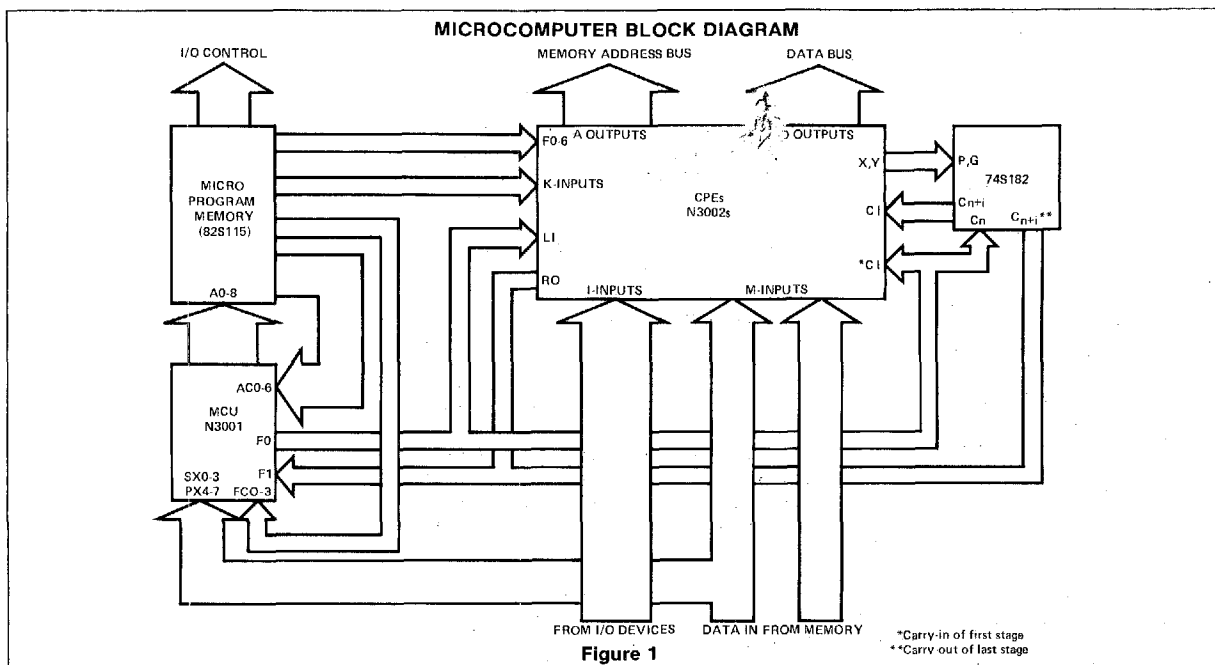 MICROCOMPUTER BLOCK DIAGRAM
I/O CONTROL
MEMORY ADDRESS BUS
DATA BUS
MICRO
PROGRAM
MEMORY
(82S115)
A0-8
A OUTPUTS
D OUTPUTS
F0-6
K-INPUTS
LI
RO
CPEs
N3002s
X,Y
CI
*CI
I-INPUTS
M-INPUTS
P,G
74S182
Cn+i
Cn
Cn+i**
AC0-6
MCU
N3001
F0
F1
SX0-3
PX4-7
FCO-3
FROM I/O DEVICES
DATA IN FROM MEMORY
*Carry-in of first stage
**Carry out of last stage
Figure 1